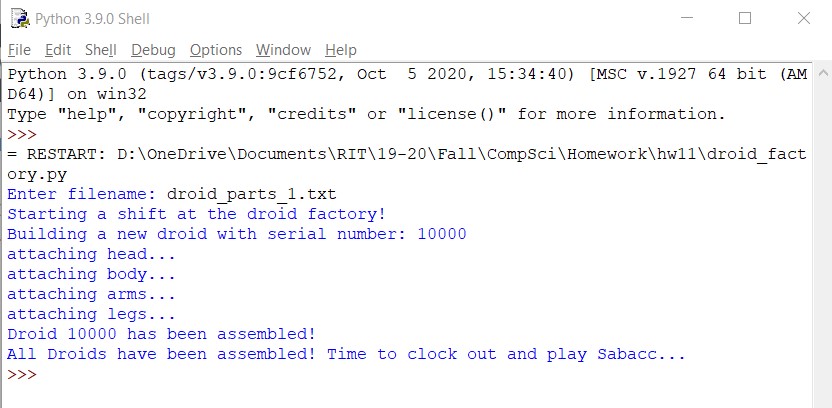 Python 3.9.0 Shell
File Edit Shell Debug Options Window Help
Python 3.9.0 (tags/v3.9.0:9cf6752, Oct  5 2020, 15:34:40) [MSC v.1927 64 bit (AM
D64)] on win32
Type "help", "copyright", "credits" or "license()" for more information.
>>>
= RESTART: D:\OneDrive\Documents\RIT\19-20\Fall\CompSci\Homework\hw11\droid_fact
ory.py
Enter filename: droid_parts_1.txt
Starting a shift at the droid factory!
Building a new droid with serial number: 10000
attaching head...
attaching body...
attaching arms...
attaching legs...
Droid 10000 has been assembled!
All Droids have been assembled! Time to clock out and play Sabacc...
>>>